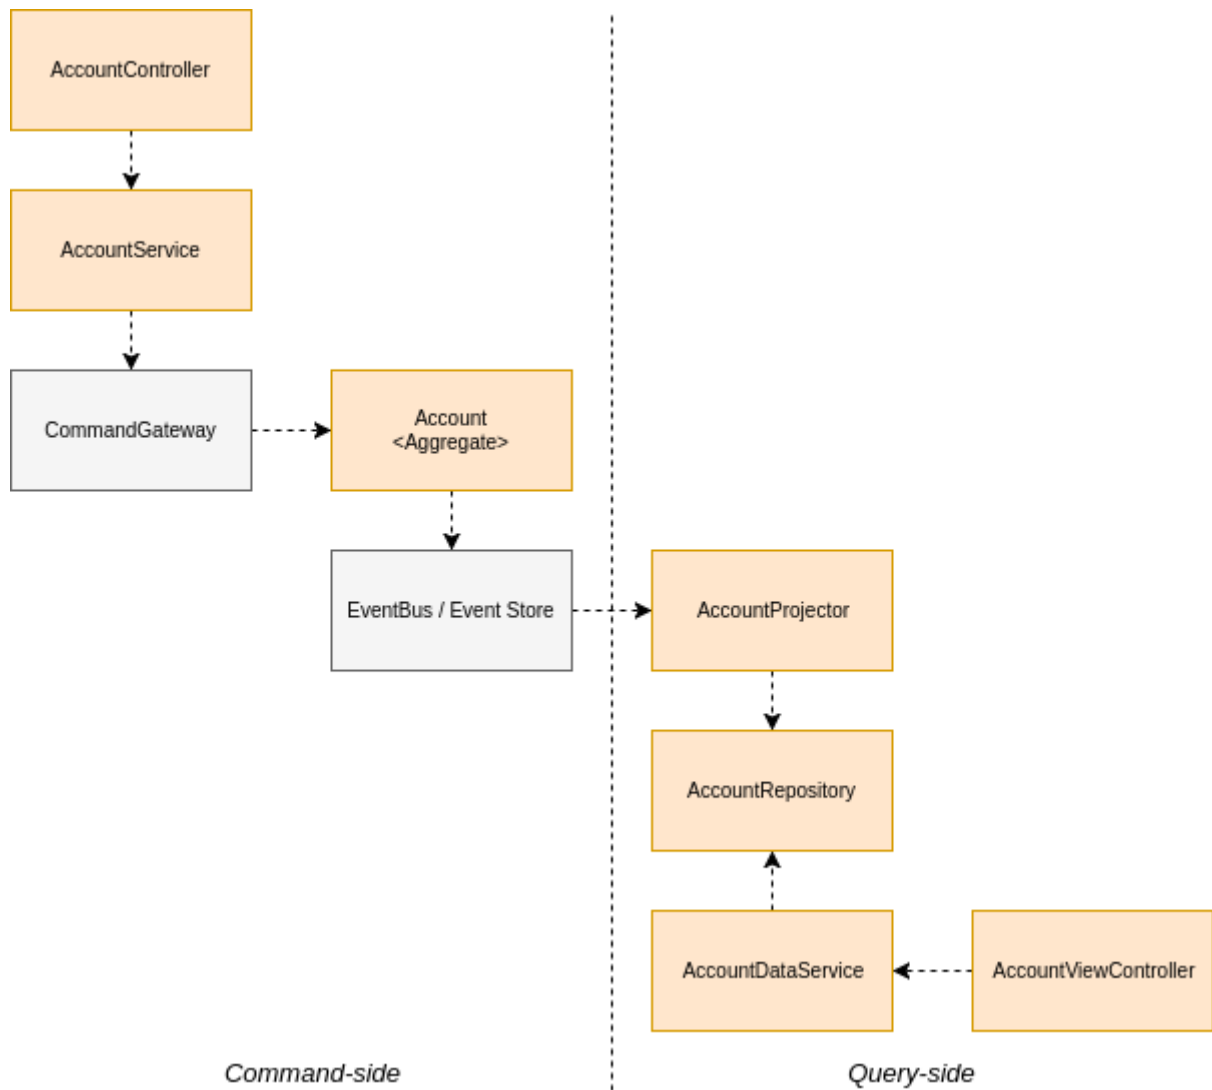 AccountController
AccountService
CommandGateway
Account
<Aggregate>
EventBus / Event Store
AccountProjector
AccountRepository
AccountDataService
AccountViewController
Command-side
Query-side